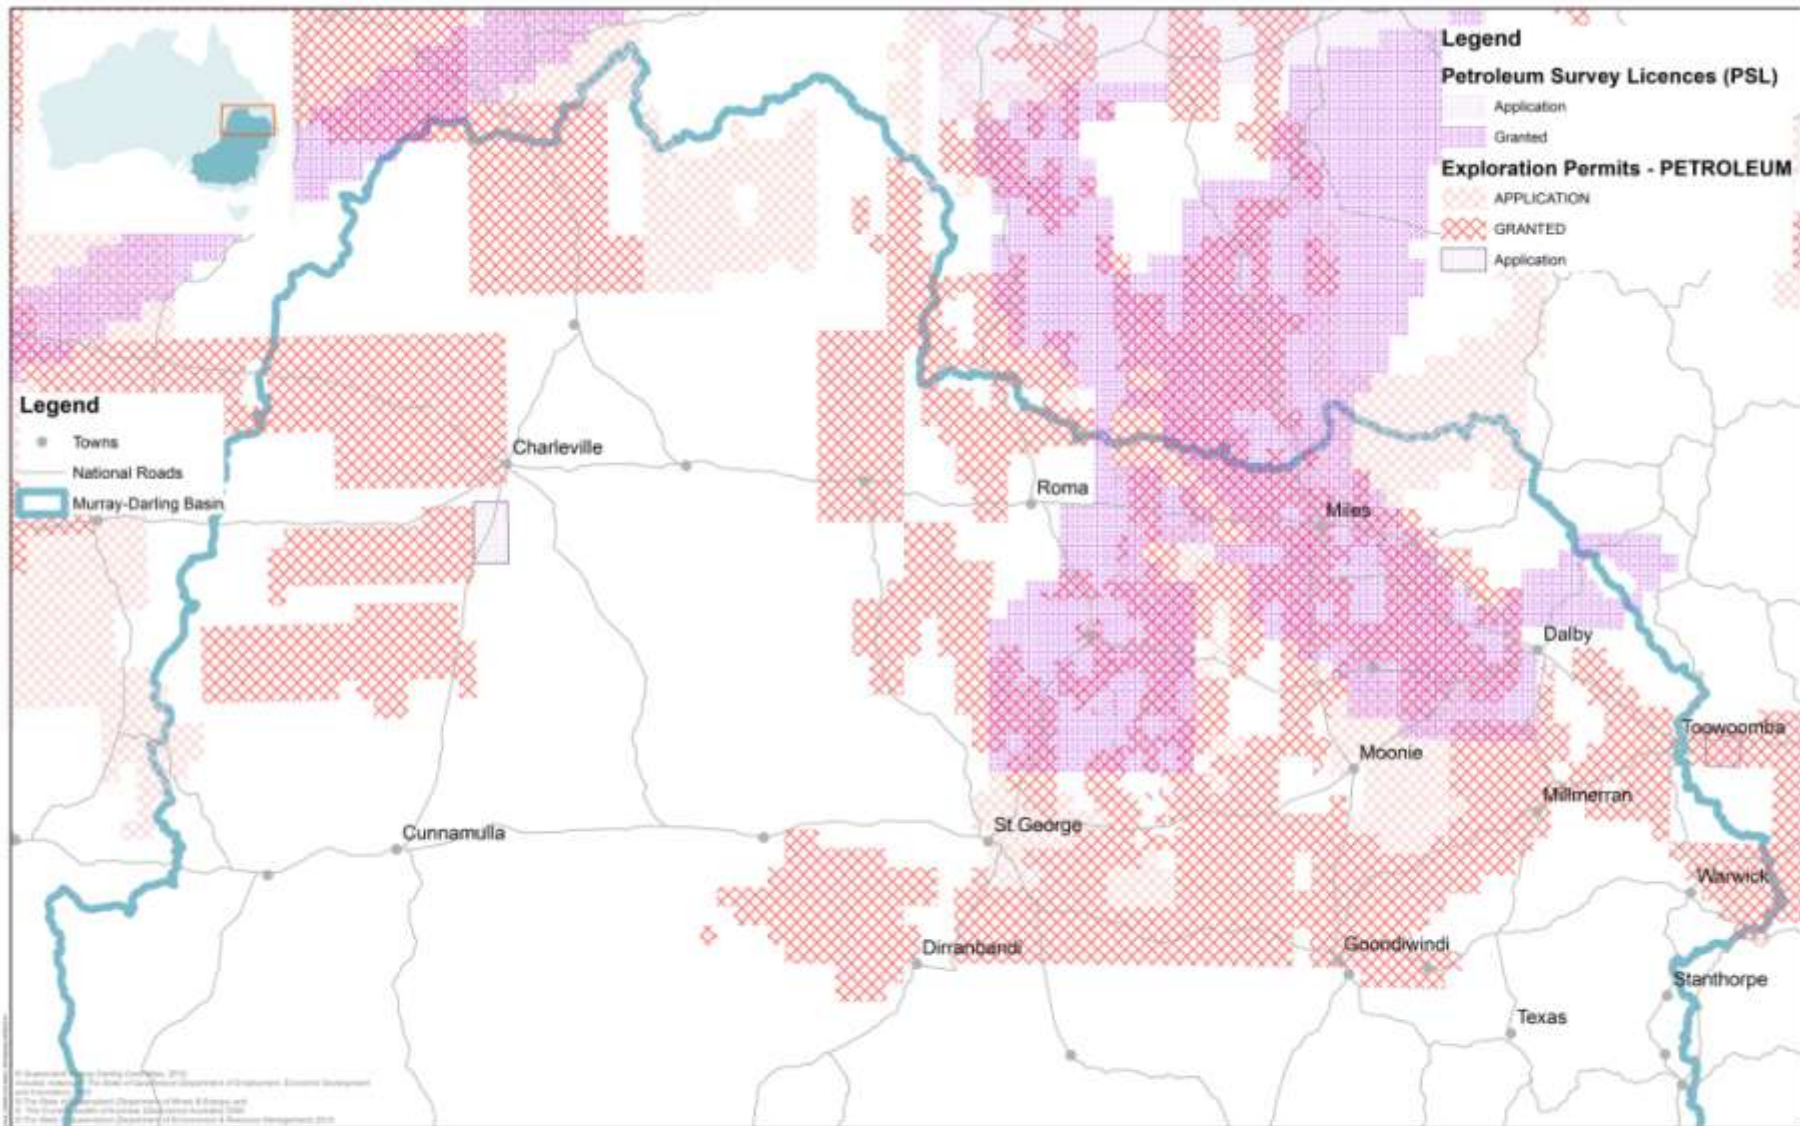 Legend
Petroleum Survey Licences (PSL)
Application
Granted
Exploration Permits - PETROLEUM
APPLICATION
GRANTED
Application
Legend
Towns
National Roads
Murray-Darling Basin
Charleville
Roma
Miles
Dalby
Toowoomba
Moonie
Millmerran
St George
Cunnamulla
Warwick
Dirranbandi
Goondiwindi
Stanthorpe
Texas